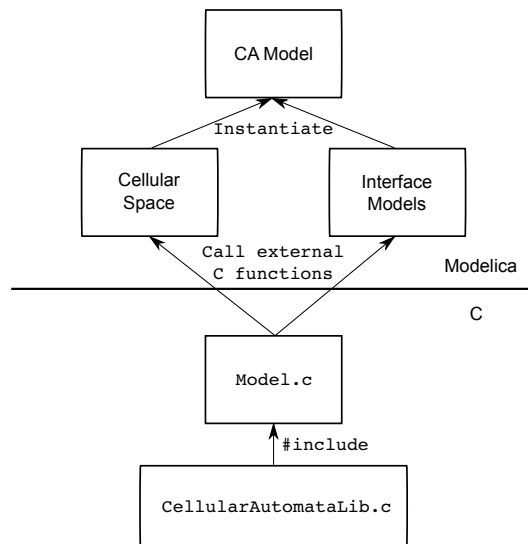 CA Model
Instantiate
Cellular
Space
Interface
Models
Call external
C functions
Modelica
C
Model.c
#include
CellularAutomataLib.c